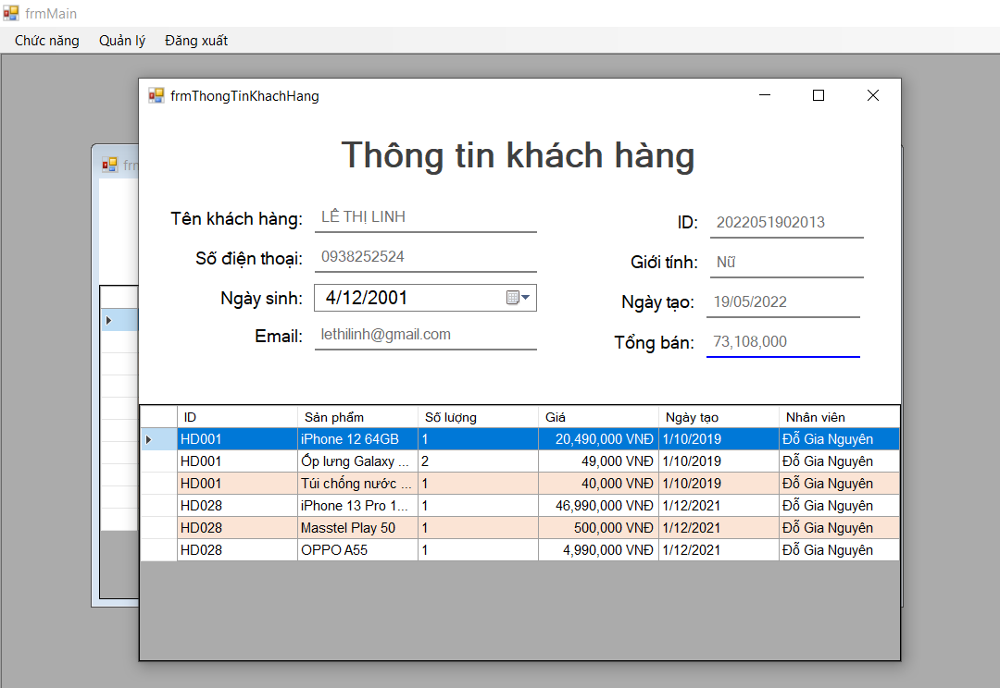 frmMain
Chức năng Quản lý Đăng xuất
frmThongTinKhachHang
Thông tin khách hàng
Tên khách hàng: LÊ THỊ LINH
ID: 2022051902013
Số điện thoại: 0938252524
Giới tính: Nữ
Ngày sinh: 4/12/2001
Ngày tạo: 19/05/2022
Email: lethilinh@gmail.com
Tổng bán: 73,108,000
ID Sản phẩm Số lượng Giá Ngày tạo Nhân viên
HD001 iPhone 12 64GB 1 20,490,000 VNĐ 1/10/2019 Đỗ Gia Nguyên
HD001 Ốp lưng Galaxy ... 2 49,000 VNĐ 1/10/2019 Đỗ Gia Nguyên
HD001 Túi chống nước ... 1 40,000 VNĐ 1/10/2019 Đỗ Gia Nguyên
HD028 iPhone 13 Pro 1... 1 46,990,000 VNĐ 1/12/2021 Đỗ Gia Nguyên
HD028 Masstel Play 50 1 500,000 VNĐ 1/12/2021 Đỗ Gia Nguyên
HD028 OPPO A55 1 4,990,000 VNĐ 1/12/2021 Đỗ Gia Nguyên